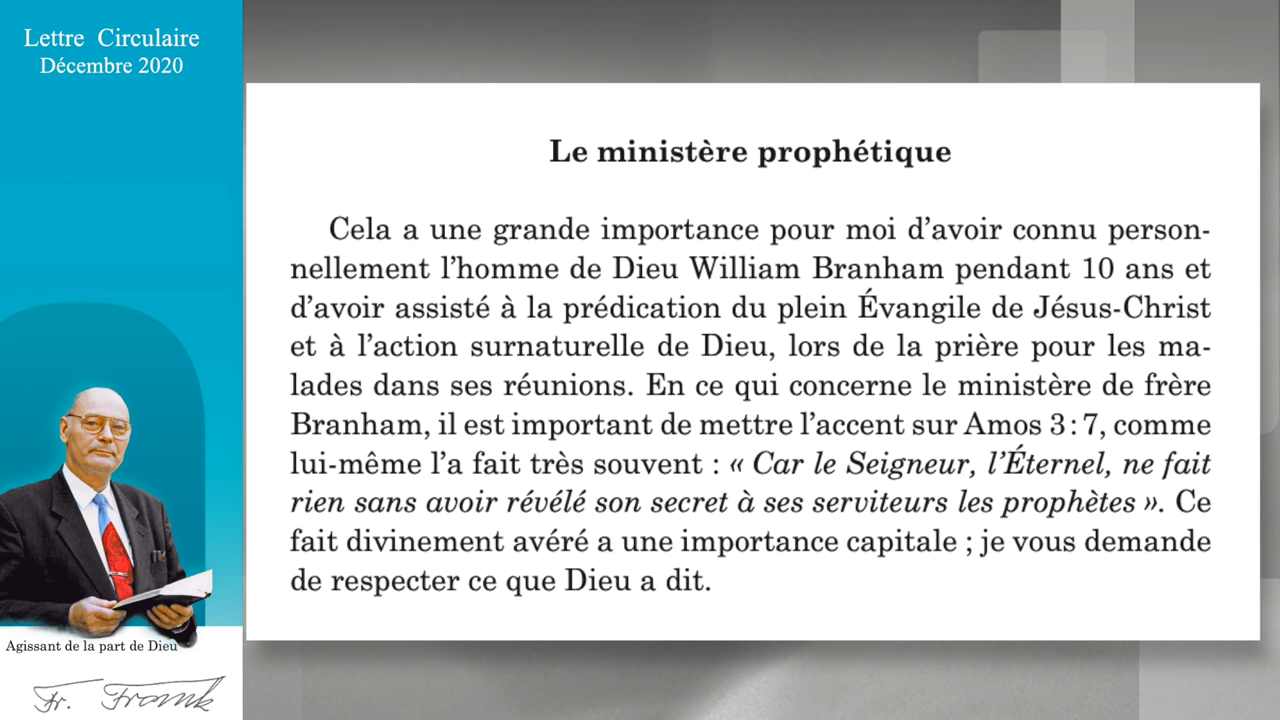 Lettre Circulaire
Décembre 2020
Le ministère prophétique
Cela a une grande importance pour moi d’avoir connu person-
nellement l’homme de Dieu William Branham pendant 10 ans et
d’avoir assisté à la prédication du plein Évangile de Jésus-Christ
et à l’action surnaturelle de Dieu, lors de la prière pour les ma-
lades dans ses réunions. En ce qui concerne le ministère de frère
Branham, il est important de mettre l’accent sur Amos 3 : 7, comme
lui-même l’a fait très souvent : « Car le Seigneur, l’Éternel, ne fait
rien sans avoir révélé son secret à ses serviteurs les prophètes ». Ce
fait divinement avéré a une importance capitale ; je vous demande
de respecter ce que Dieu a dit.
Agissant de la part de Dieu
Fr. Frank